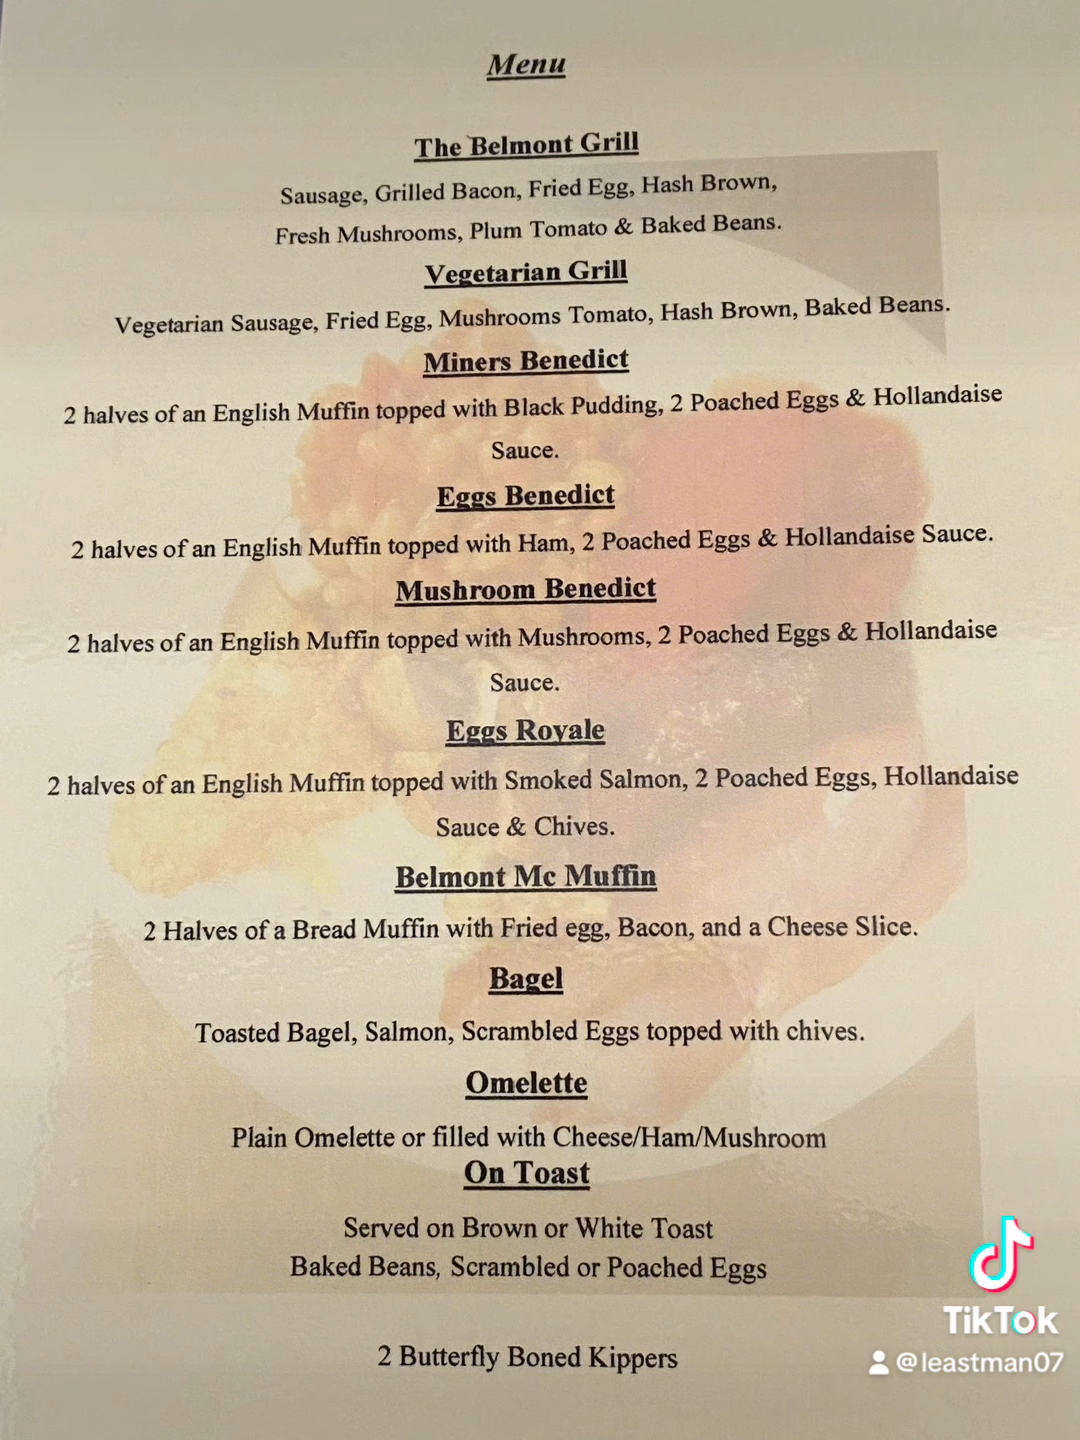 Menu
The Belmont Grill
Sausage, Grilled Bacon, Fried Egg, Hash Brown,
Fresh Mushrooms, Plum Tomato & Baked Beans.
Vegetarian Grill
Vegetarian Sausage, Fried Egg, Mushrooms Tomato, Hash Brown, Baked Beans.
Miners Benedict
2 halves of an English Muffin topped with Black Pudding, 2 Poached Eggs & Hollandaise
Sauce.
Eggs Benedict
2 halves of an English Muffin topped with Ham, 2 Poached Eggs & Hollandaise Sauce.
Mushroom Benedict
2 halves of an English Muffin topped with Mushrooms, 2 Poached Eggs & Hollandaise
Sauce.
Eggs Royale
2 halves of an English Muffin topped with Smoked Salmon, 2 Poached Eggs, Hollandaise
Sauce & Chives.
Belmont Mc Muffin
2 Halves of a Bread Muffin with Fried egg, Bacon, and a Cheese Slice.
Bagel
Toasted Bagel, Salmon, Scrambled Eggs topped with chives.
Omelette
Plain Omelette or filled with Cheese/Ham/Mushroom
On Toast
Served on Brown or White Toast
Baked Beans, Scrambled or Poached Eggs
2 Butterfly Boned Kippers
TikTok
@leastman07